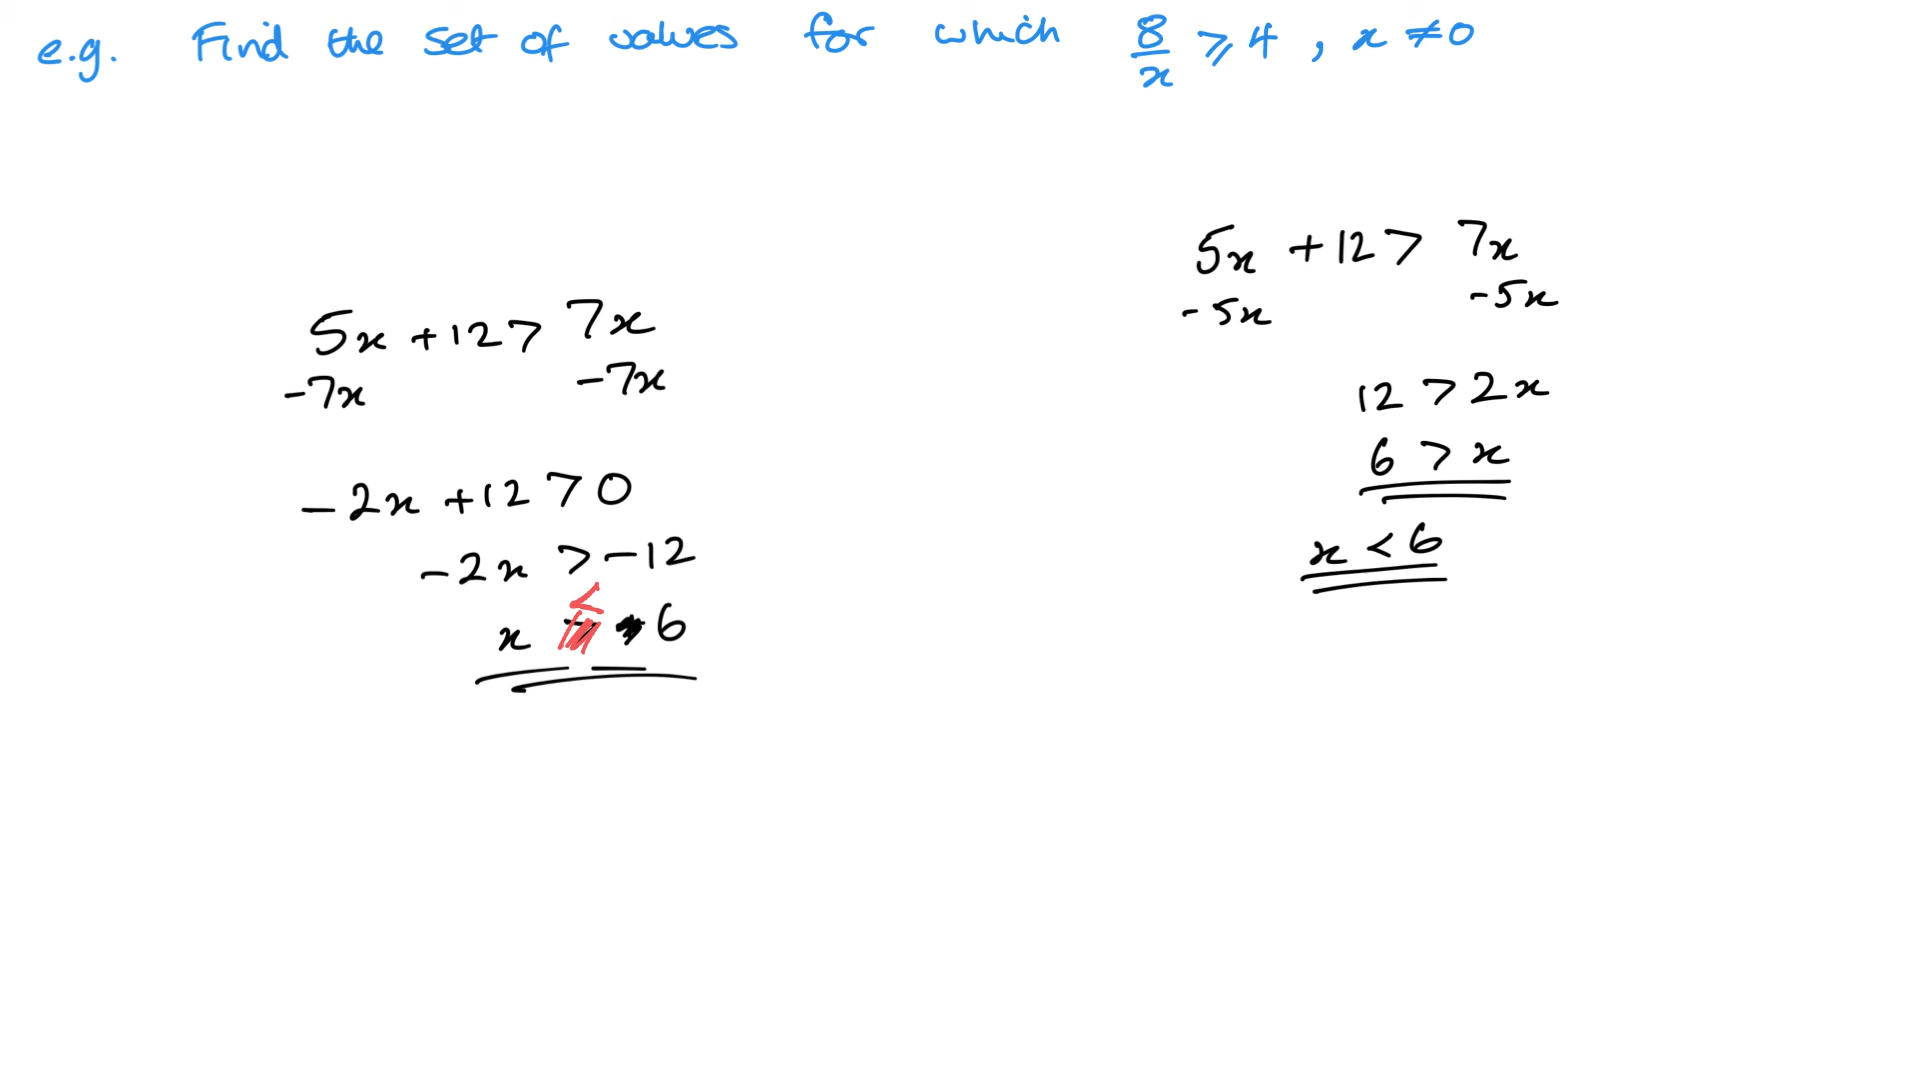 e.g. Find the set of values for which 8/x ⩾ 4 , x ≠ 0
5x + 12 > 7x
-7x -7x
-2x + 12 > 0
-2x > -12
<
x 6
5x + 12 > 7x
-5x -5x
12 > 2x
6 > x
x < 6